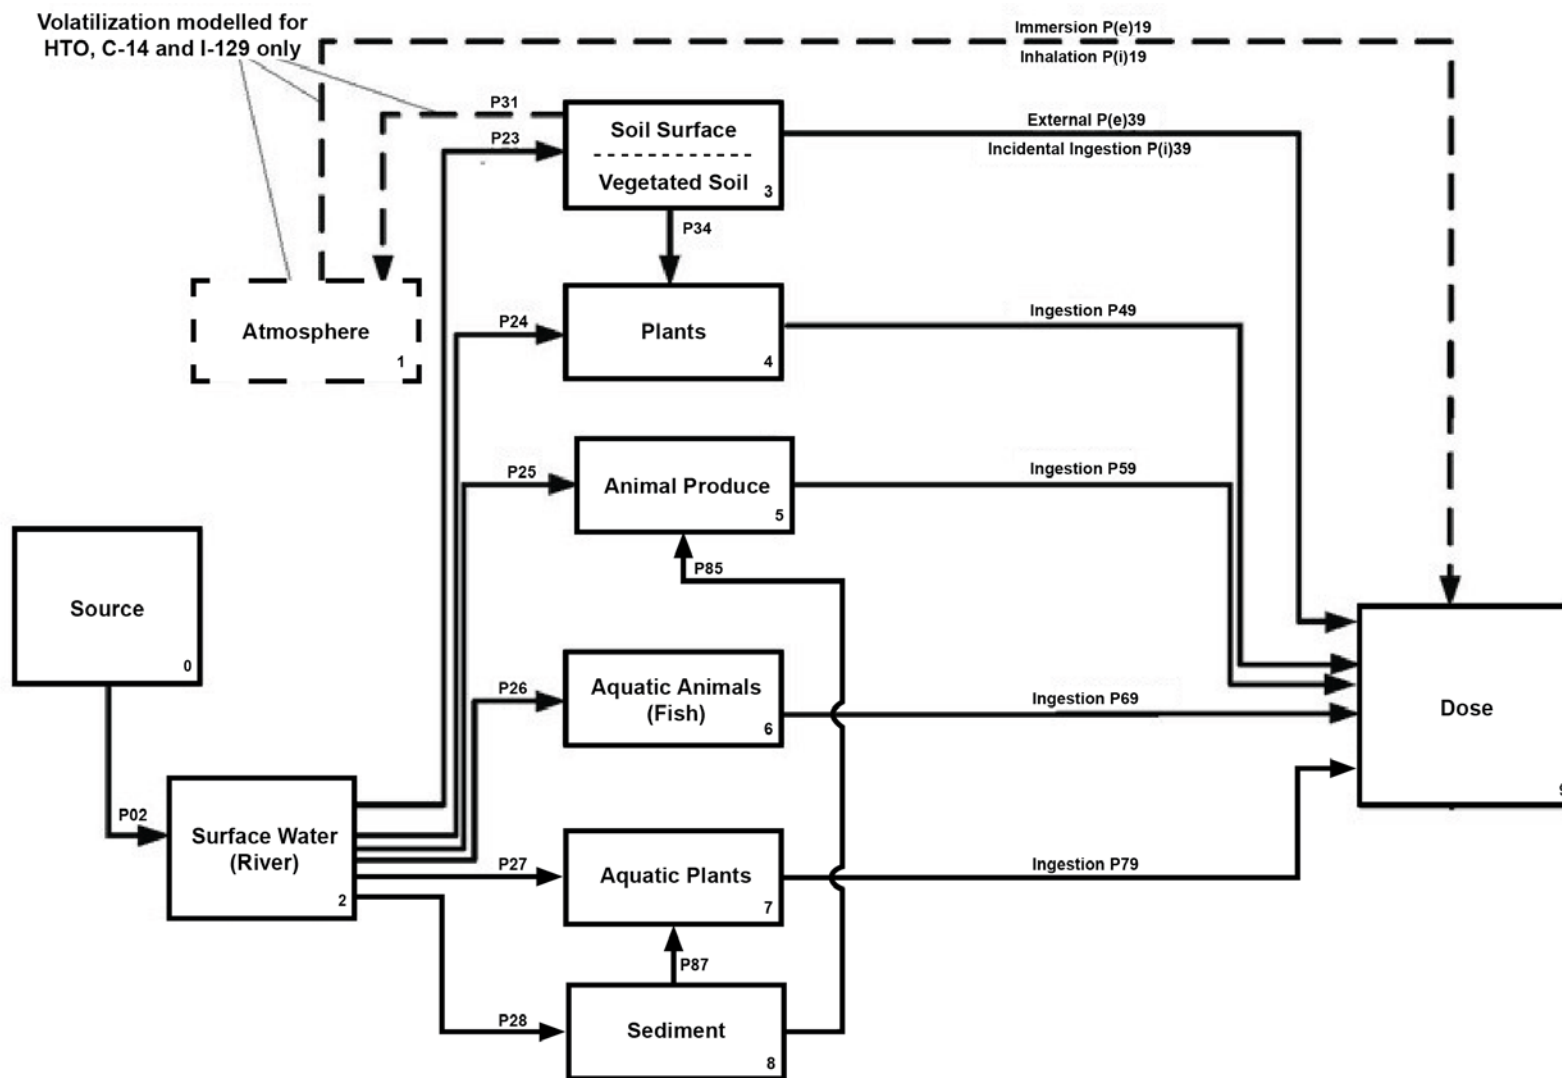 Volatilization modelled for
HTO, C-14 and I-129 only
Immersion P(e)19
Inhalation P(i)19
P31
P23
Soil Surface
Vegetated Soil
3
External P(e)39
Incidental Ingestion P(i)39
P34
Atmosphere
1
P24
Plants
4
Ingestion P49
P25
Animal Produce
5
Ingestion P59
P85
Source
0
P26
Aquatic Animals
(Fish)
6
Ingestion P69
Dose
9
P02
Surface Water
(River)
2
P27
Aquatic Plants
7
Ingestion P79
P87
P28
Sediment
8